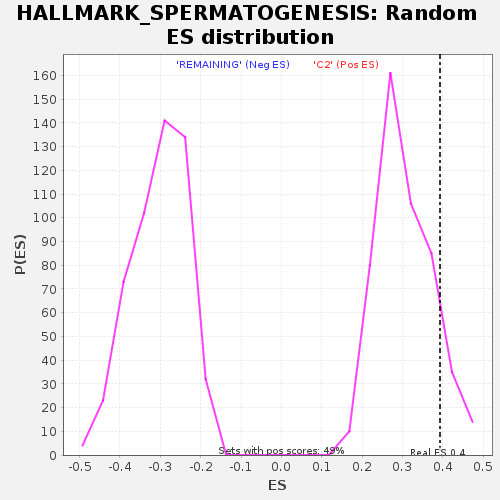 HALLMARK_SPERMATOGENESIS: Random
ES distribution
'REMAINING' (Neg ES) 'C2' (Pos ES)
160
150
140
130
120
110
100
90
80
70
60
50
40
30
20
10
0
P(ES)
Sets with pos scores: 49%
Real ES 0.4
-0.5 -0.4 -0.3 -0.2 -0.1 0.0 0.1 0.2 0.3 0.4 0.5
ES